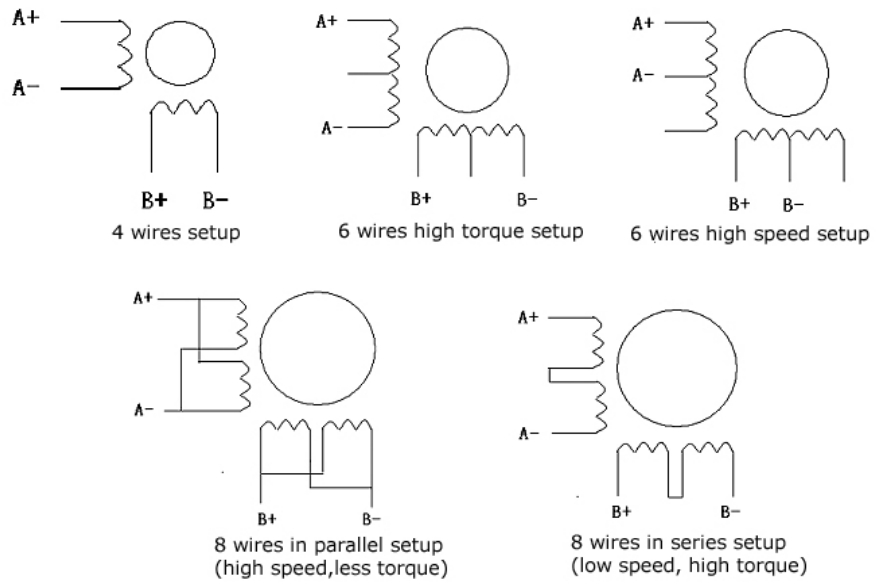 A+
A-
B+ B-
4 wires setup
A+
A-
B+ B-
6 wires high torque setup
A+
A-
B+ B-
6 wires high speed setup
A+
A-
B+ B-
8 wires in parallel setup
(high speed,less torque)
A+
A-
B+ B-
8 wires in series setup
(low speed, high torque)